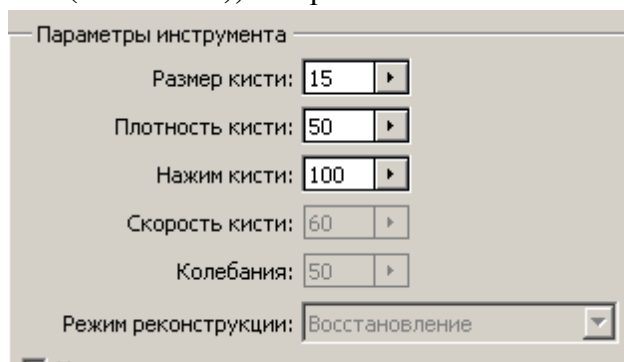 Параметры инструмента
Размер кисти: 15
Плотность кисти: 50
Нажим кисти: 100
Скорость кисти: 60
Колебания: 50
Режим реконструкции: Восстановление